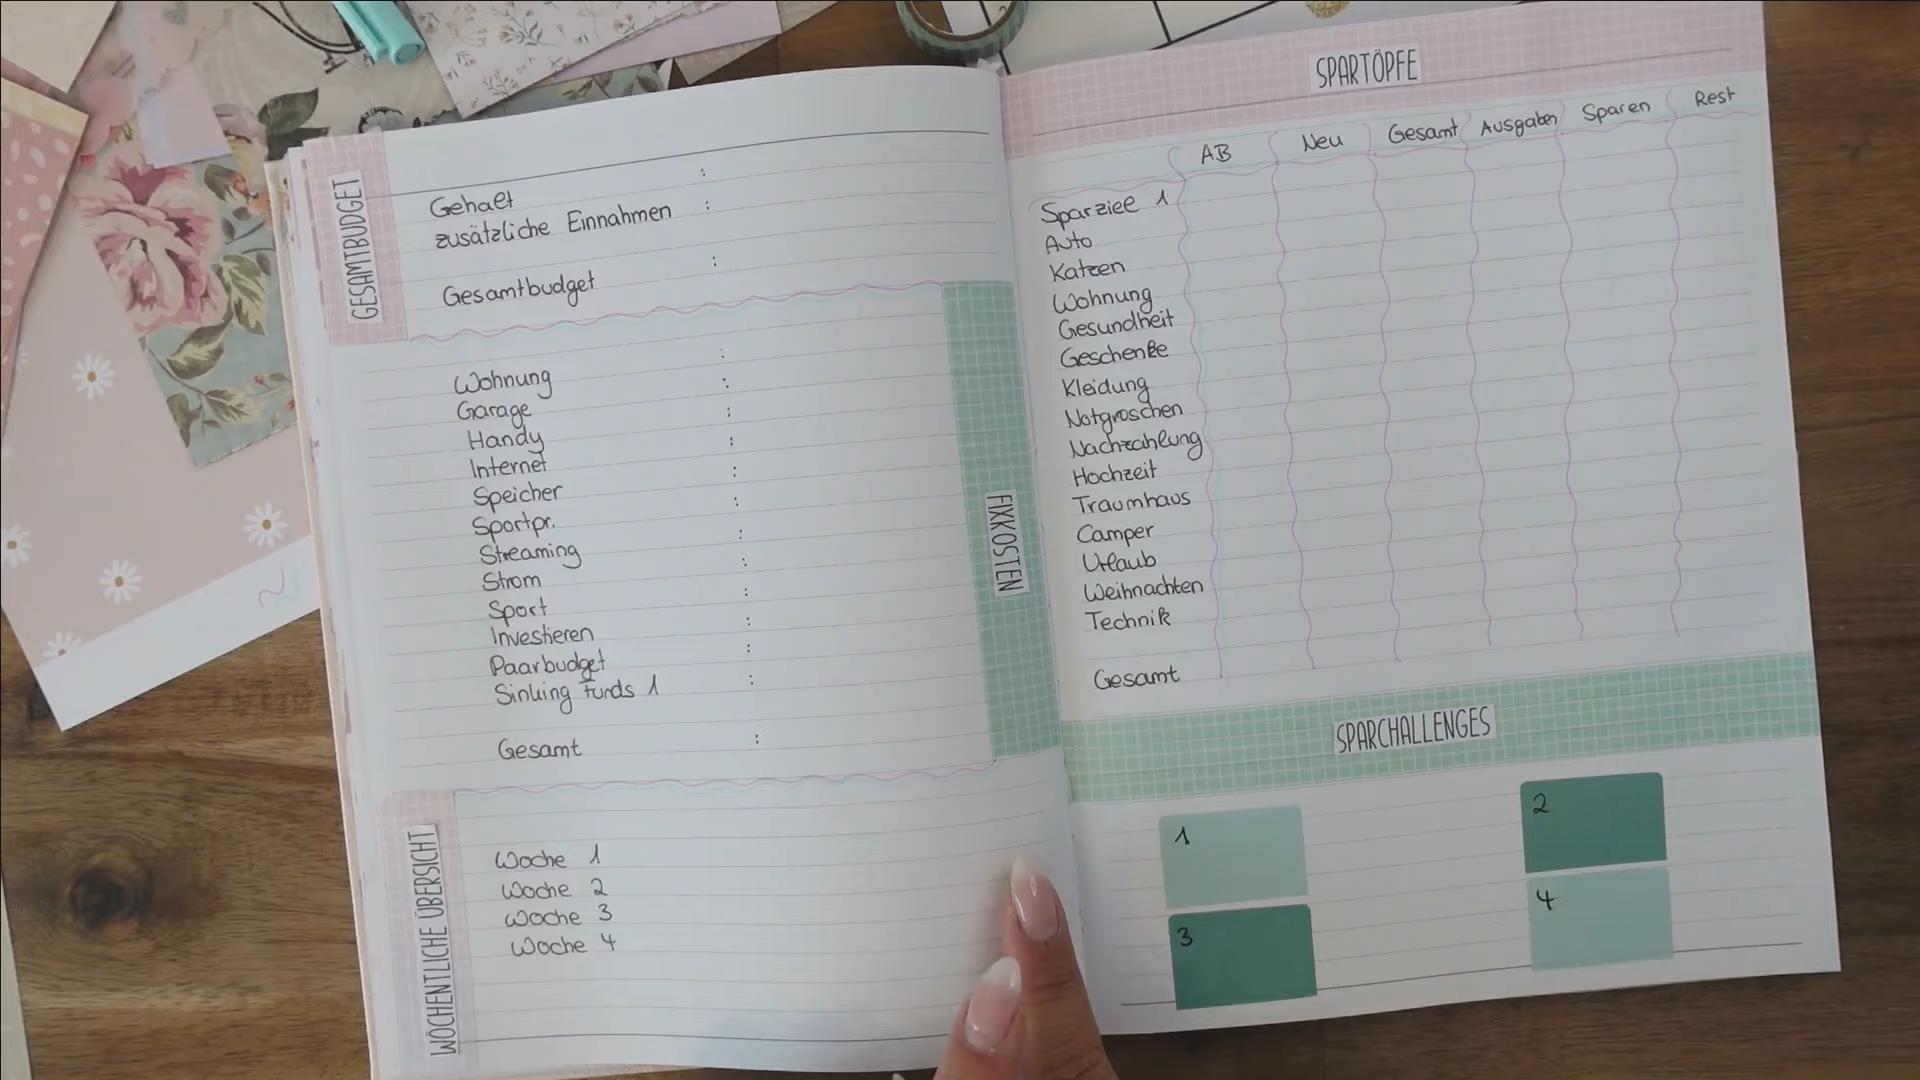 GESAMTBUDGET
Gehalt :
zusätzliche Einnahmen :
Gesamtbudget :
FIXKOSTEN
Wohnung :
Garage :
Handy :
Internet :
Speicher :
Sportpr. :
Streaming :
Strom :
Sport :
Investieren :
Paarbudget :
Sinking Funds 1 :
Gesamt :
WÖCHENTLICHE ÜBERSICHT
Woche 1
Woche 2
Woche 3
Woche 4
SPARTÖPFE
AB Neu Gesamt Ausgaben Sparen Rest
Sparziel 1
Auto
Katzen
Wohnung
Gesundheit
Geschenke
Kleidung
Notgroschen
Nachzahlung
Hochzeit
Traumhaus
Camper
Urlaub
Weihnachten
Technik
Gesamt
SPARCHALLENGES
1
2
3
4